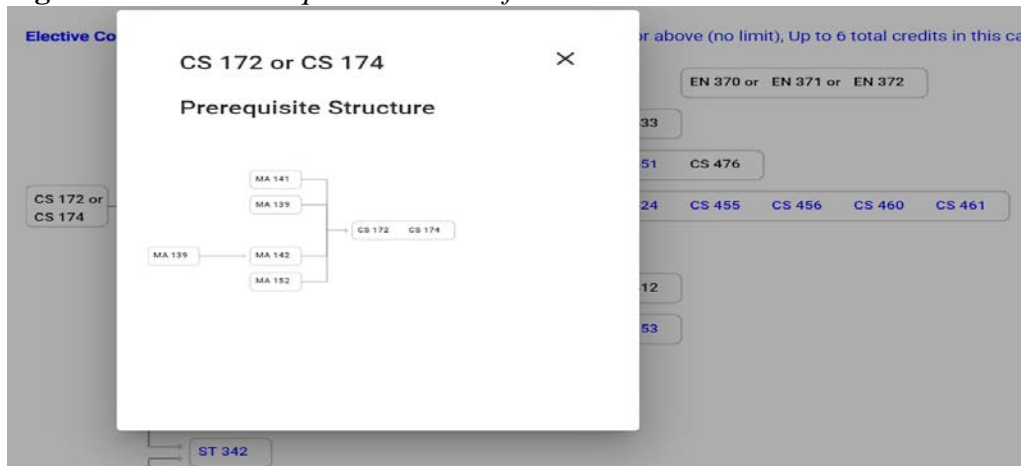 Elective Co
r above (no limit), Up to 6 total credits in this ca
CS 172 or CS 174
Prerequisite Structure
EN 370 or EN 371 or EN 372
33
51 CS 476
MA 141
MA 139
CS 172 or
CS 174
24 CS 455 CS 456 CS 460 CS 461
CS 172 CS 174
MA 139 MA 142
MA 152
12
53
ST 342